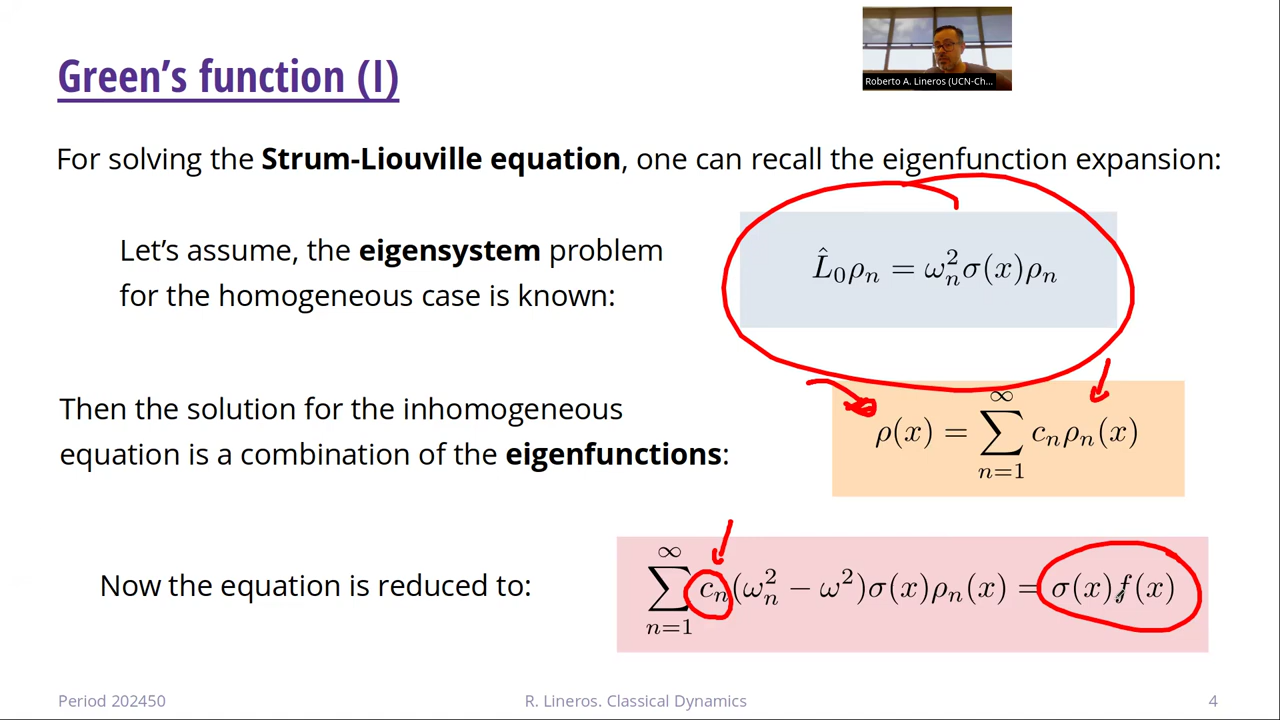 Green's function (I)
Roberto A. Lineros (UCN-Ch...
For solving the Strum-Liouville equation, one can recall the eigenfunction expansion:
Let's assume, the eigensystem problem
for the homogeneous case is known:
L̂₀ρₙ = ωₙ²σ(x)ρₙ
Then the solution for the inhomogeneous
equation is a combination of the eigenfunctions:
ρ(x) = ∑ₙ₌₁^∞ cₙρₙ(x)
Now the equation is reduced to:
∑ₙ₌₁^∞ cₙ(ωₙ² − ω²)σ(x)ρₙ(x) = σ(x)f(x)
Period 202450
R. Lineros. Classical Dynamics
4